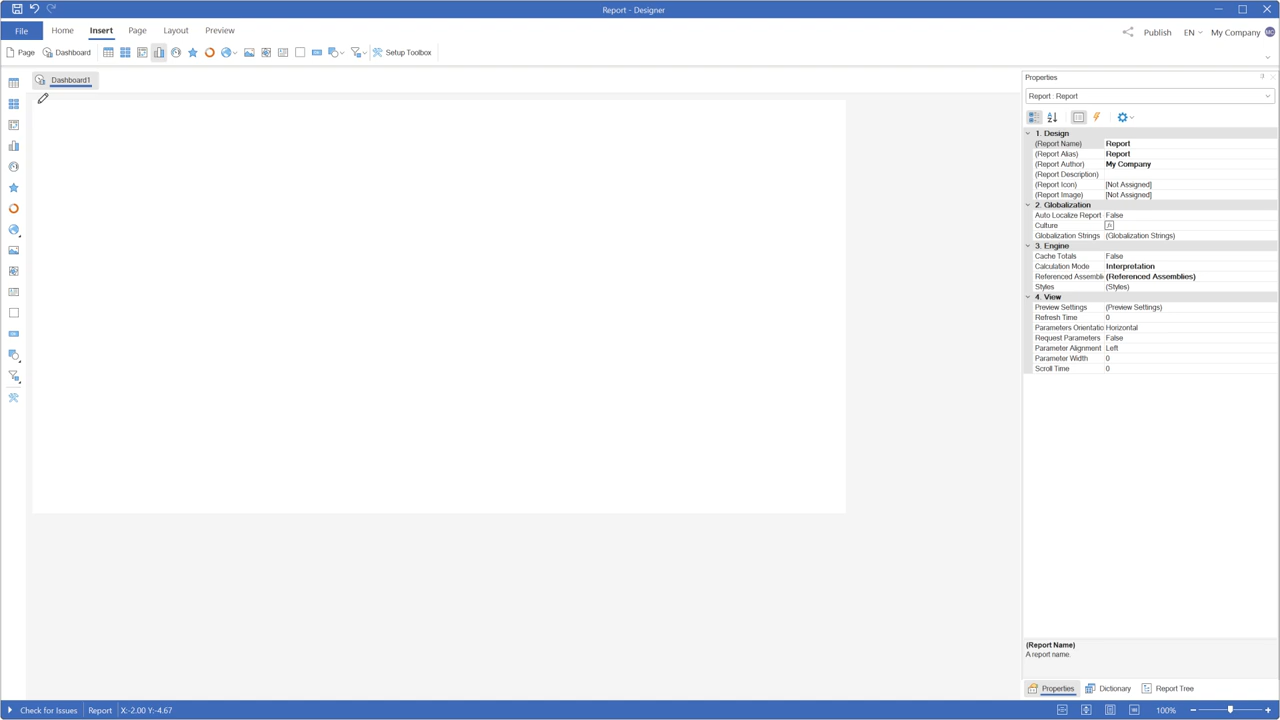 Report - Designer
File Home Insert Page Layout Preview Publish EN My Company MC
Page Dashboard Setup Toolbox
Dashboard1
Properties
Report : Report
1. Design
(Report Name) Report
(Report Alias) Report
(Report Author) My Company
(Report Description)
(Report Icon) [Not Assigned]
(Report Image) [Not Assigned]
2. Globalization
Auto Localize Report False
Culture
Globalization Strings (Globalization Strings)
3. Engine
Cache Totals False
Calculation Mode Interpretation
Referenced Assemblie (Referenced Assemblies)
Styles (Styles)
4. View
Preview Settings (Preview Settings)
Refresh Time 0
Parameters Orientatio Horizontal
Request Parameters False
Parameter Alignment Left
Parameter Width 0
Scroll Time 0
(Report Name)
A report name.
Properties Dictionary Report Tree
Check for Issues Report X:-2.00 Y:-4.67 100%